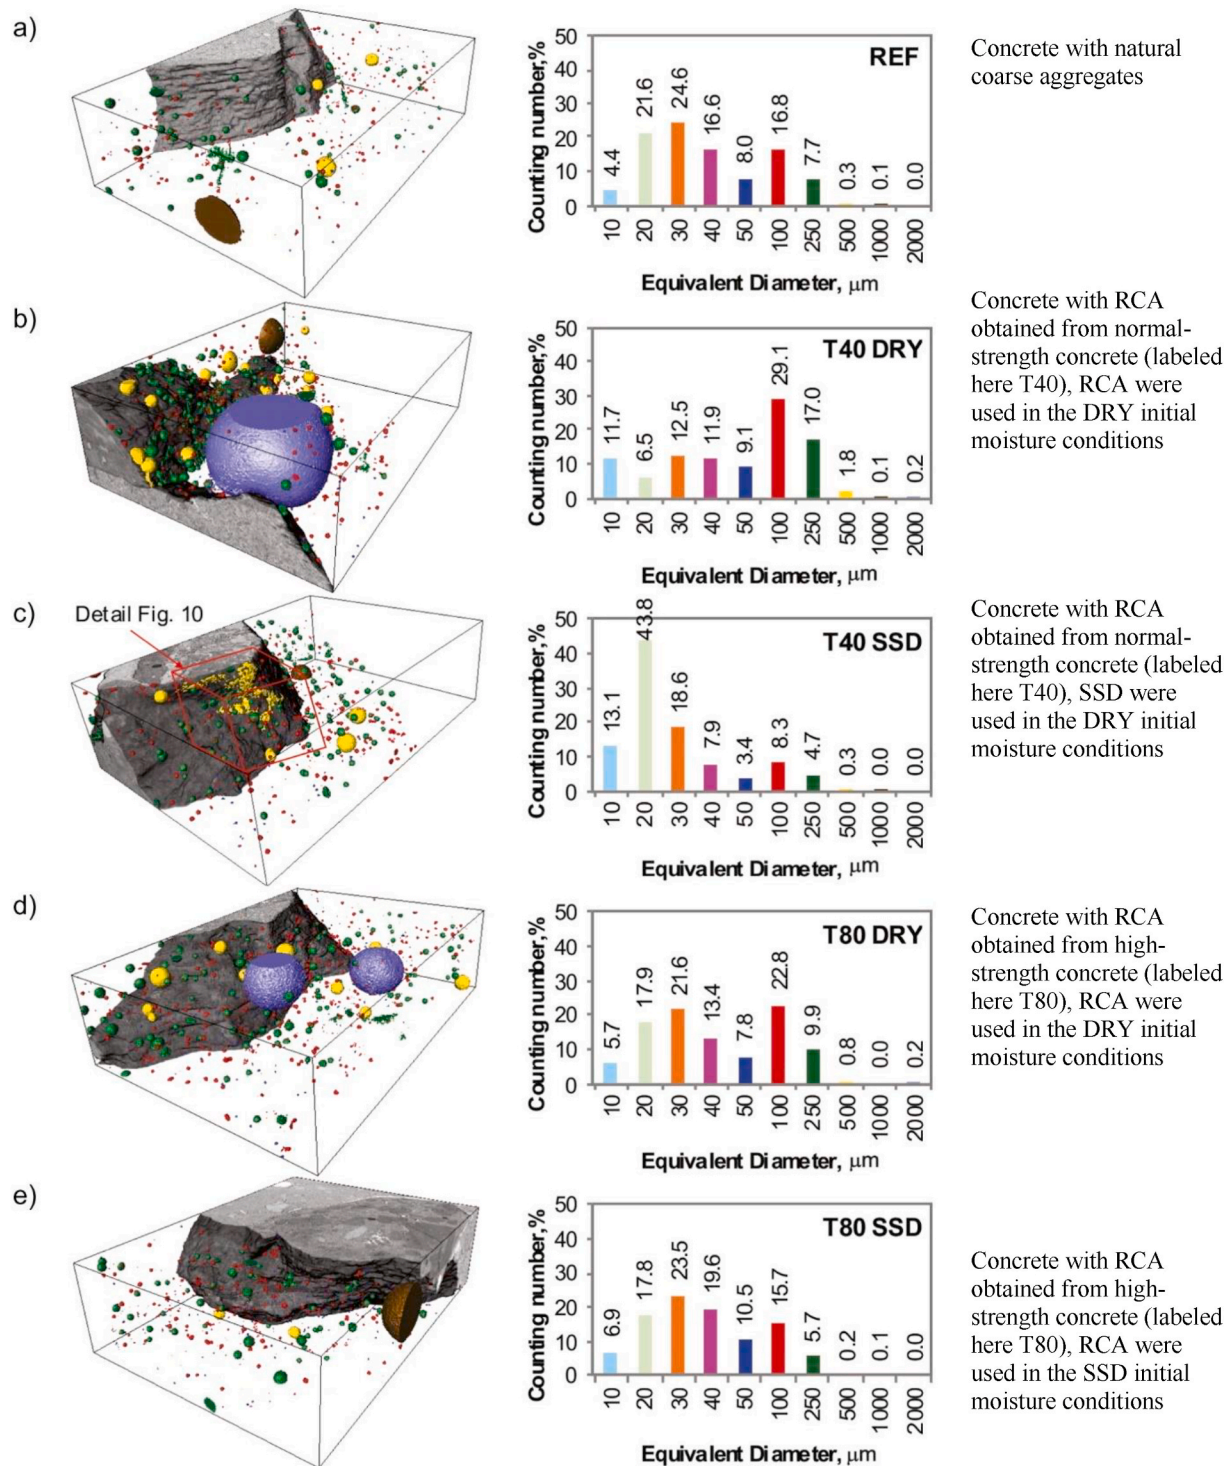 a)
Counting number,%
50
40
30
20
10
0
REF
4.4
21.6
24.6
16.6
8.0
16.8
7.7
0.3
0.1
0.0
10
20
30
40
50
100
250
500
1000
2000
Equivalent Diameter, μm
Concrete with natural
coarse aggregates
b)
Counting number,%
50
40
30
20
10
0
T40 DRY
11.7
6.5
12.5
11.9
9.1
29.1
17.0
1.8
0.1
0.2
10
20
30
40
50
100
250
500
1000
2000
Equivalent Diameter, μm
Concrete with RCA
obtained from normal-
strength concrete (labeled
here T40), RCA were
used in the DRY initial
moisture conditions
c)
Detail Fig. 10
Counting number,%
50
40
30
20
10
0
T40 SSD
13.1
43.8
18.6
7.9
3.4
8.3
4.7
0.3
0.0
0.0
10
20
30
40
50
100
250
500
1000
2000
Equivalent Diameter, μm
Concrete with RCA
obtained from normal-
strength concrete (labeled
here T40), SSD were
used in the DRY initial
moisture conditions
d)
Counting number,%
50
40
30
20
10
0
T80 DRY
5.7
17.9
21.6
13.4
7.8
22.8
9.9
0.8
0.0
0.2
10
20
30
40
50
100
250
500
1000
2000
Equivalent Diameter, μm
Concrete with RCA
obtained from high-
strength concrete (labeled
here T80), RCA were
used in the DRY initial
moisture conditions
e)
Counting number,%
50
40
30
20
10
0
T80 SSD
6.9
17.8
23.5
19.6
10.5
15.7
5.7
0.2
0.1
0.0
10
20
30
40
50
100
250
500
1000
2000
Equivalent Diameter, μm
Concrete with RCA
obtained from high-
strength concrete (labeled
here T80), RCA were
used in the SSD initial
moisture conditions